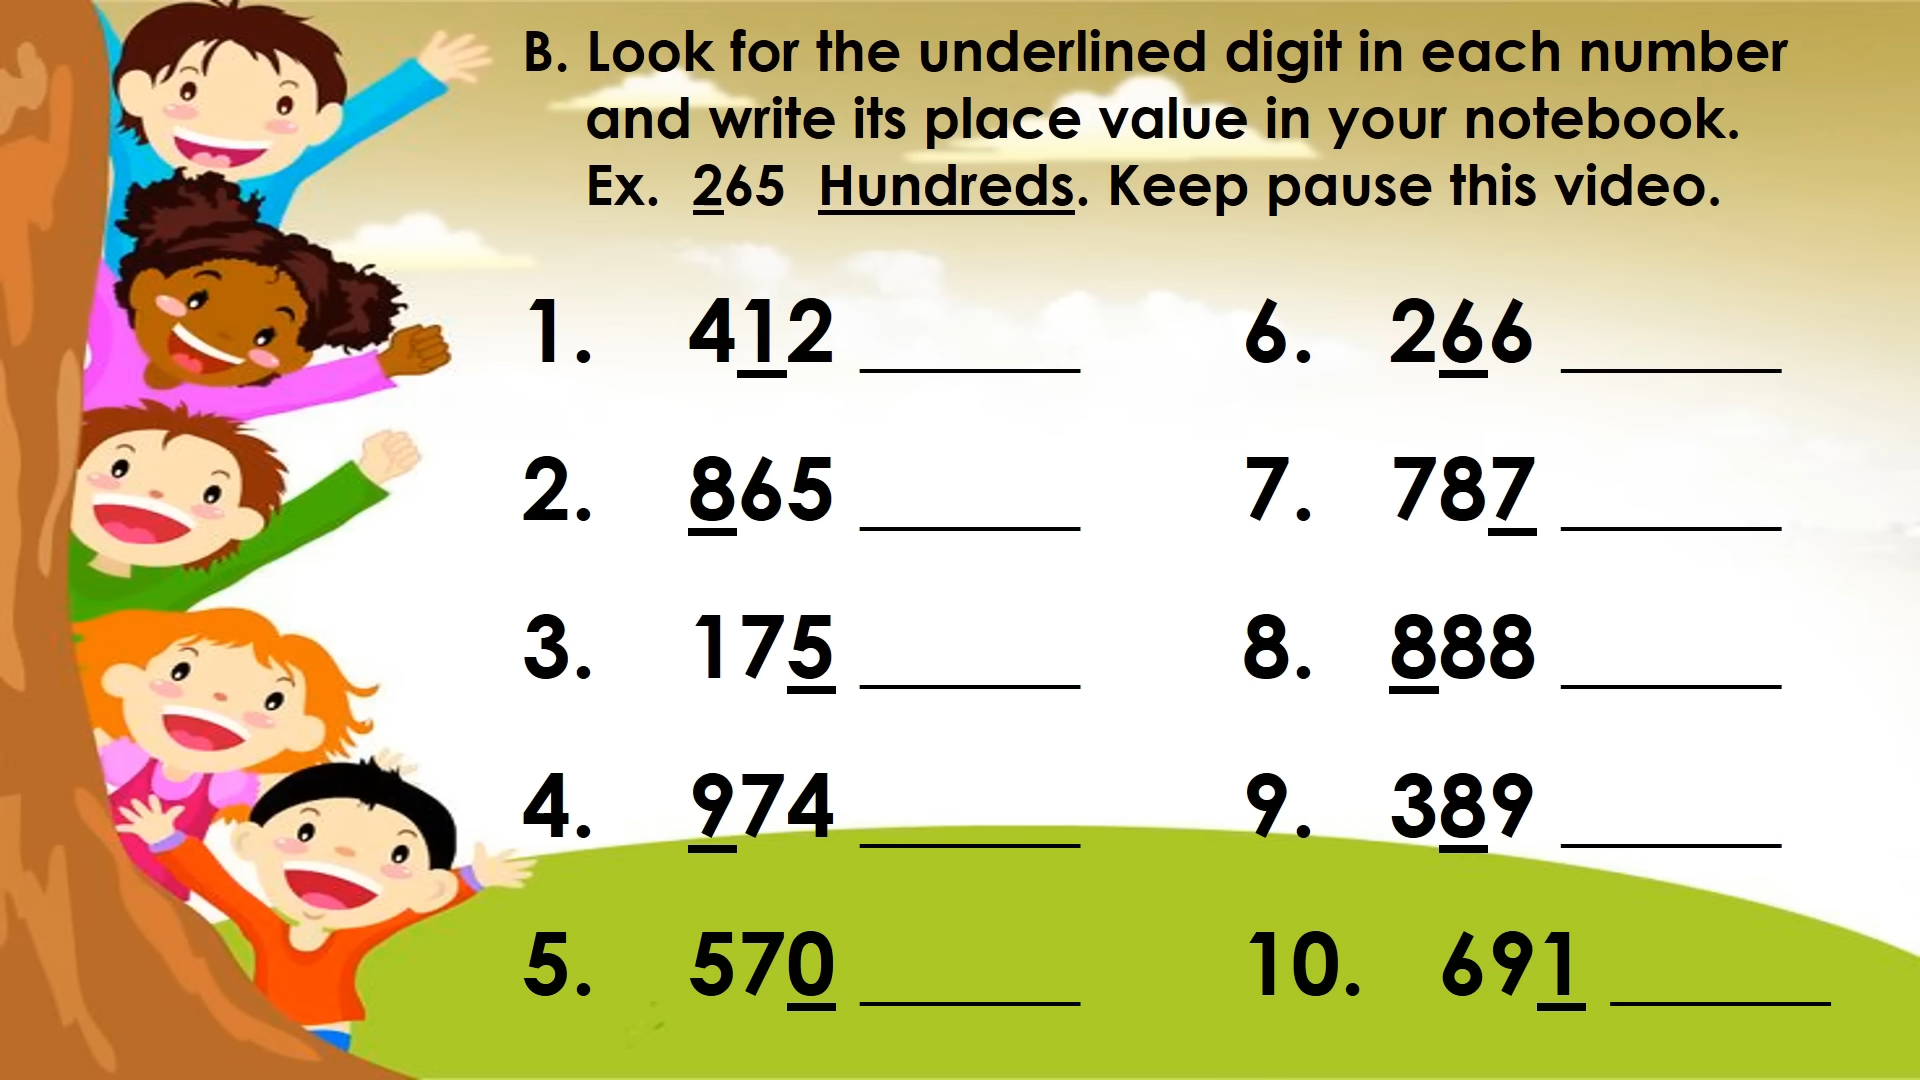 B. Look for the underlined digit in each number
and write its place value in your notebook.
Ex. 265 Hundreds. Keep pause this video.
1. 412 ______
2. 865 ______
3. 175 ______
4. 974 ______
5. 570 ______
6. 266 ______
7. 787 ______
8. 888 ______
9. 389 ______
10. 691 ______